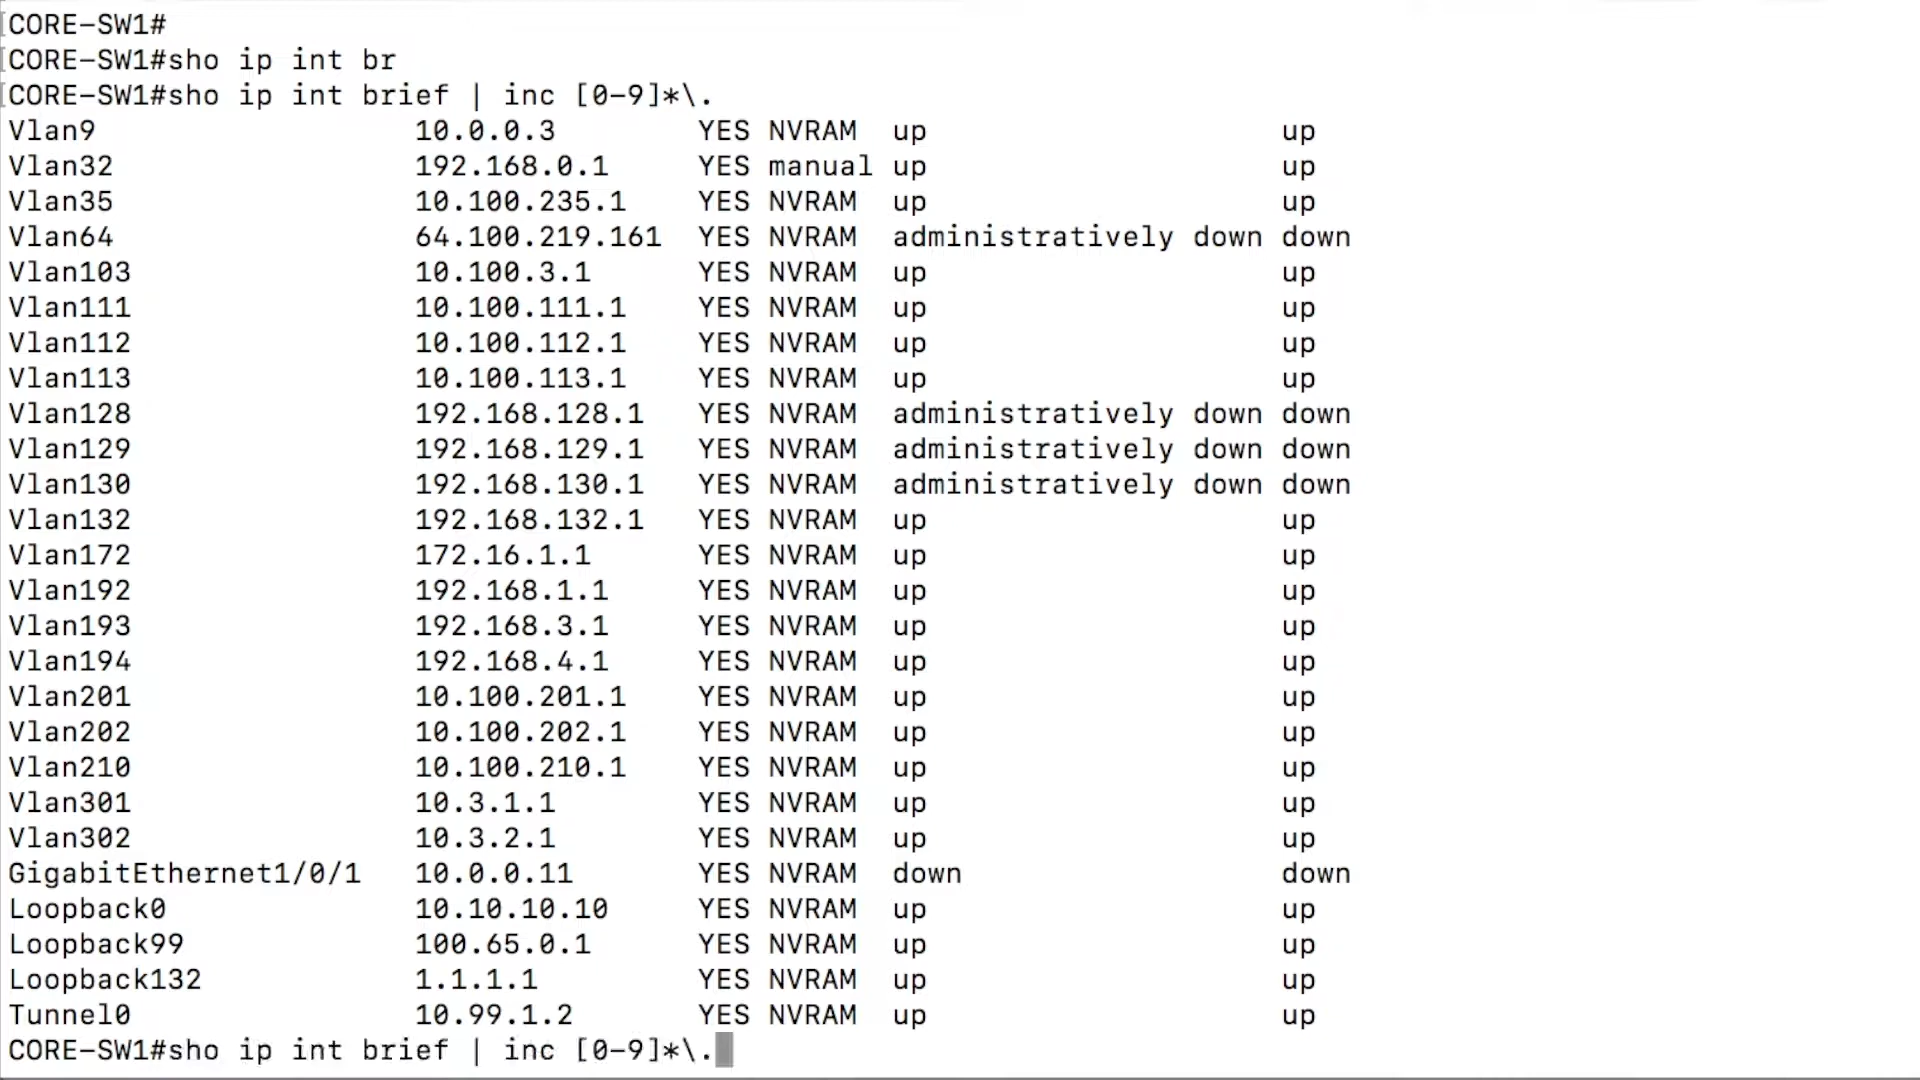 CORE-SW1#
CORE-SW1#sho ip int br
CORE-SW1#sho ip int brief | inc [0-9]*\.
Vlan9 10.0.0.3 YES NVRAM up up
Vlan32 192.168.0.1 YES manual up up
Vlan35 10.100.235.1 YES NVRAM up up
Vlan64 64.100.219.161 YES NVRAM administratively down down
Vlan103 10.100.3.1 YES NVRAM up up
Vlan111 10.100.111.1 YES NVRAM up up
Vlan112 10.100.112.1 YES NVRAM up up
Vlan113 10.100.113.1 YES NVRAM up up
Vlan128 192.168.128.1 YES NVRAM administratively down down
Vlan129 192.168.129.1 YES NVRAM administratively down down
Vlan130 192.168.130.1 YES NVRAM administratively down down
Vlan132 192.168.132.1 YES NVRAM up up
Vlan172 172.16.1.1 YES NVRAM up up
Vlan192 192.168.1.1 YES NVRAM up up
Vlan193 192.168.3.1 YES NVRAM up up
Vlan194 192.168.4.1 YES NVRAM up up
Vlan201 10.100.201.1 YES NVRAM up up
Vlan202 10.100.202.1 YES NVRAM up up
Vlan210 10.100.210.1 YES NVRAM up up
Vlan301 10.3.1.1 YES NVRAM up up
Vlan302 10.3.2.1 YES NVRAM up up
GigabitEthernet1/0/1 10.0.0.11 YES NVRAM down down
Loopback0 10.10.10.10 YES NVRAM up up
Loopback99 100.65.0.1 YES NVRAM up up
Loopback132 1.1.1.1 YES NVRAM up up
Tunnel0 10.99.1.2 YES NVRAM up up
CORE-SW1#sho ip int brief | inc [0-9]*\.